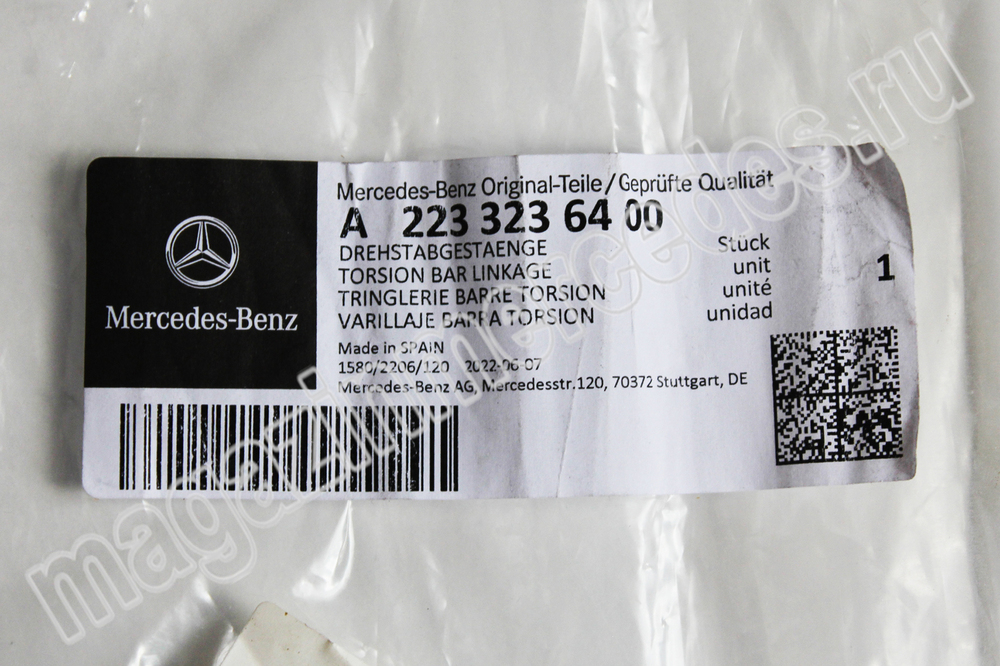 Mercedes-Benz Original-Teile/Geprüfte Qualität
A 223 323 64 00
DREHSTABGESTAENGE
TORSION BAR LINKAGE
TRINGLERIE BARRE TORSION
VARILLAJE BARRA TORSION
Stück
unit
unité
unidad
1
Made in SPAIN
1580/2206/120 2022-06-07
Mercedes-Benz AG, Mercedesstr.120, 70372 Stuttgart, DE
Mercedes-Benz
magazin.mercedos.ru